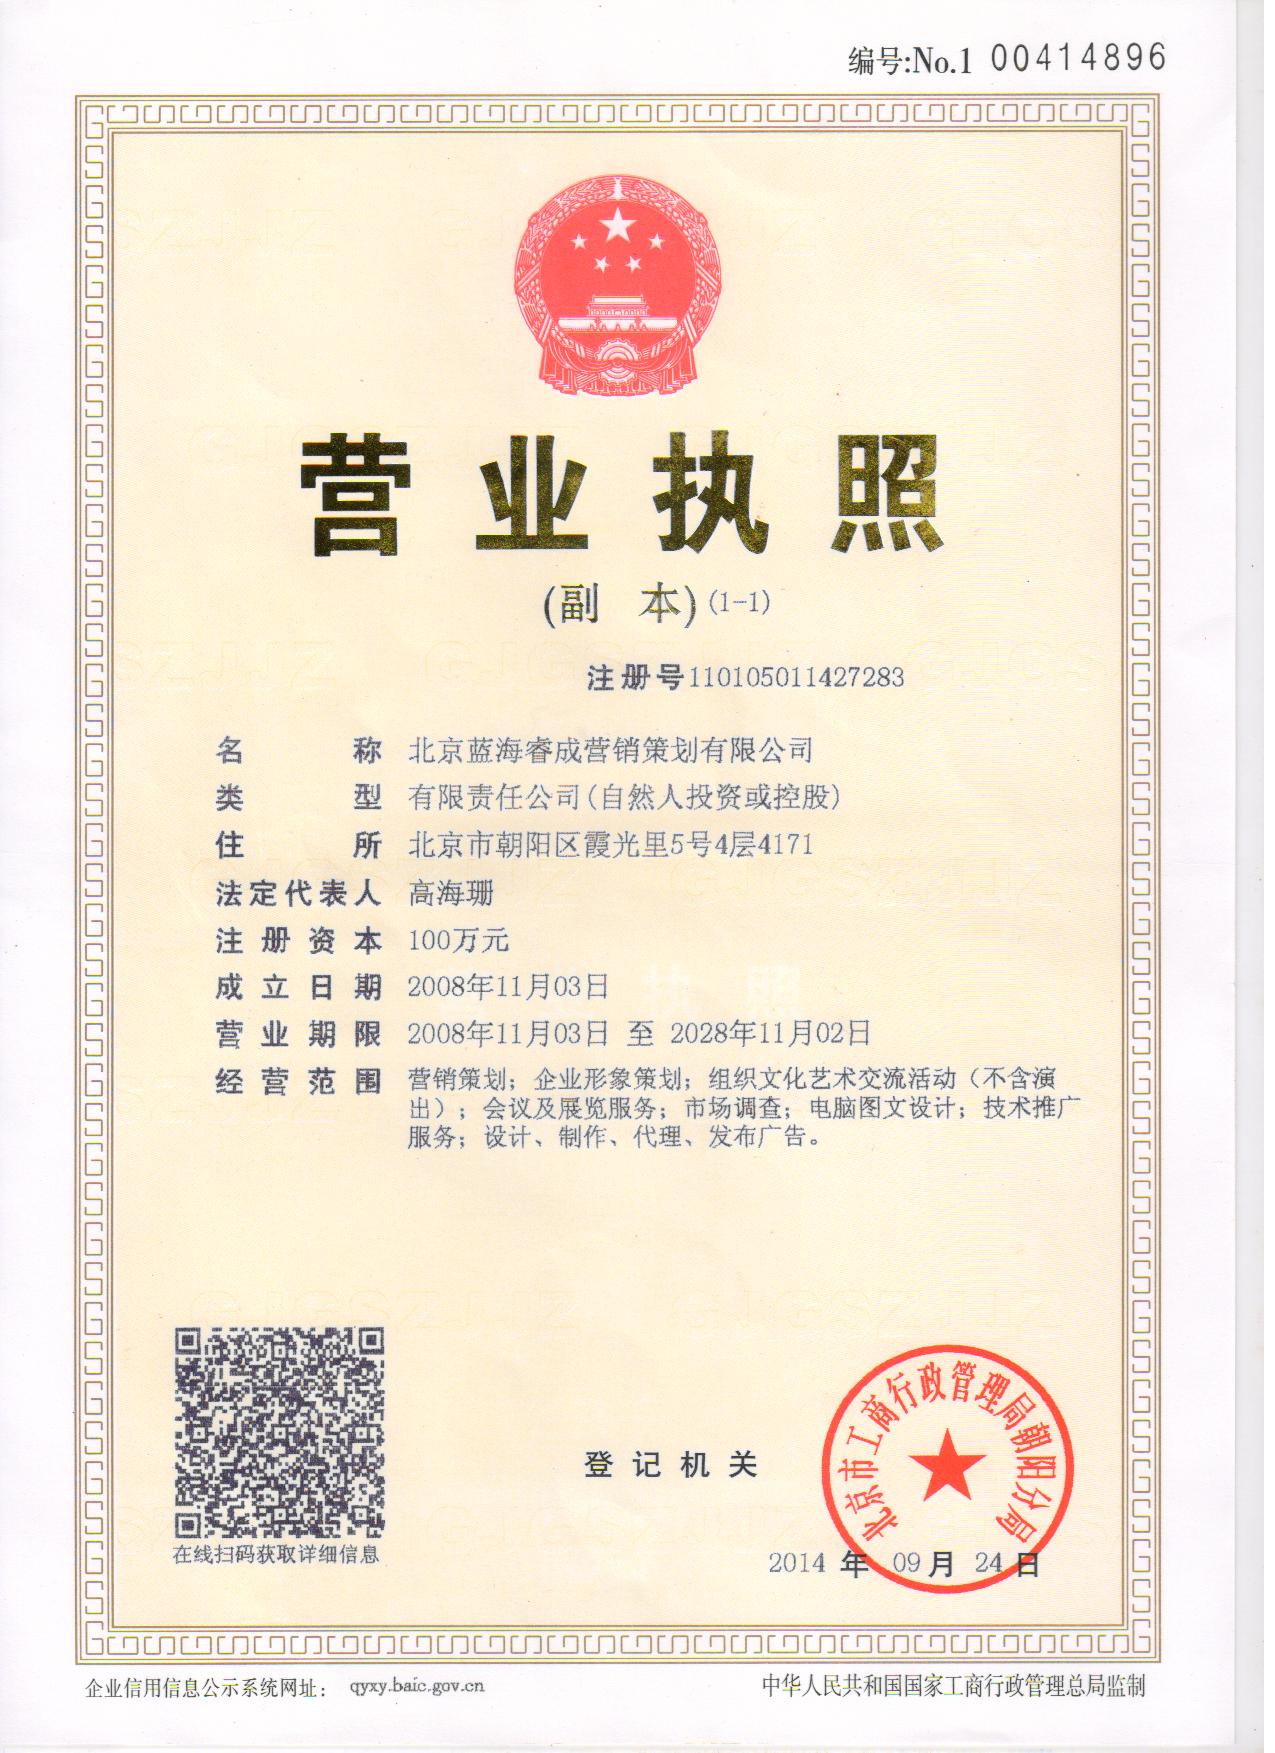 编号:No.1 00414896
营业执照
(副 本)(1-1)
注册号110105011427283
名称 北京蓝海睿成营销策划有限公司
类型 有限责任公司(自然人投资或控股)
住所 北京市朝阳区霞光里5号4层4171
法定代表人 高海珊
注册资本 100万元
成立日期 2008年11月03日
营业期限 2008年11月03日 至 2028年11月02日
经营范围 营销策划；企业形象策划；组织文化艺术交流活动（不含演
出）；会议及展览服务；市场调查；电脑图文设计；技术推广
服务；设计、制作、代理、发布广告。
在线扫码获取详细信息
登记机关
北京市工商行政管理局朝阳分局
2014 年 09 月 24 日
企业信用信息公示系统网址： qyxy.baic.gov.cn
中华人民共和国国家工商行政管理总局监制